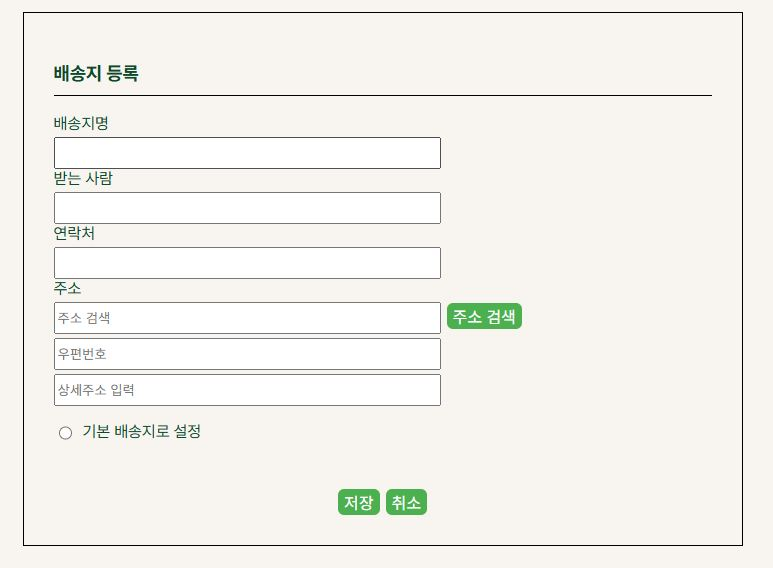 배송지 등록
배송지명
받는 사람
연락처
주소
주소 검색 주소 검색
우편번호
상세주소 입력
기본 배송지로 설정
저장 취소